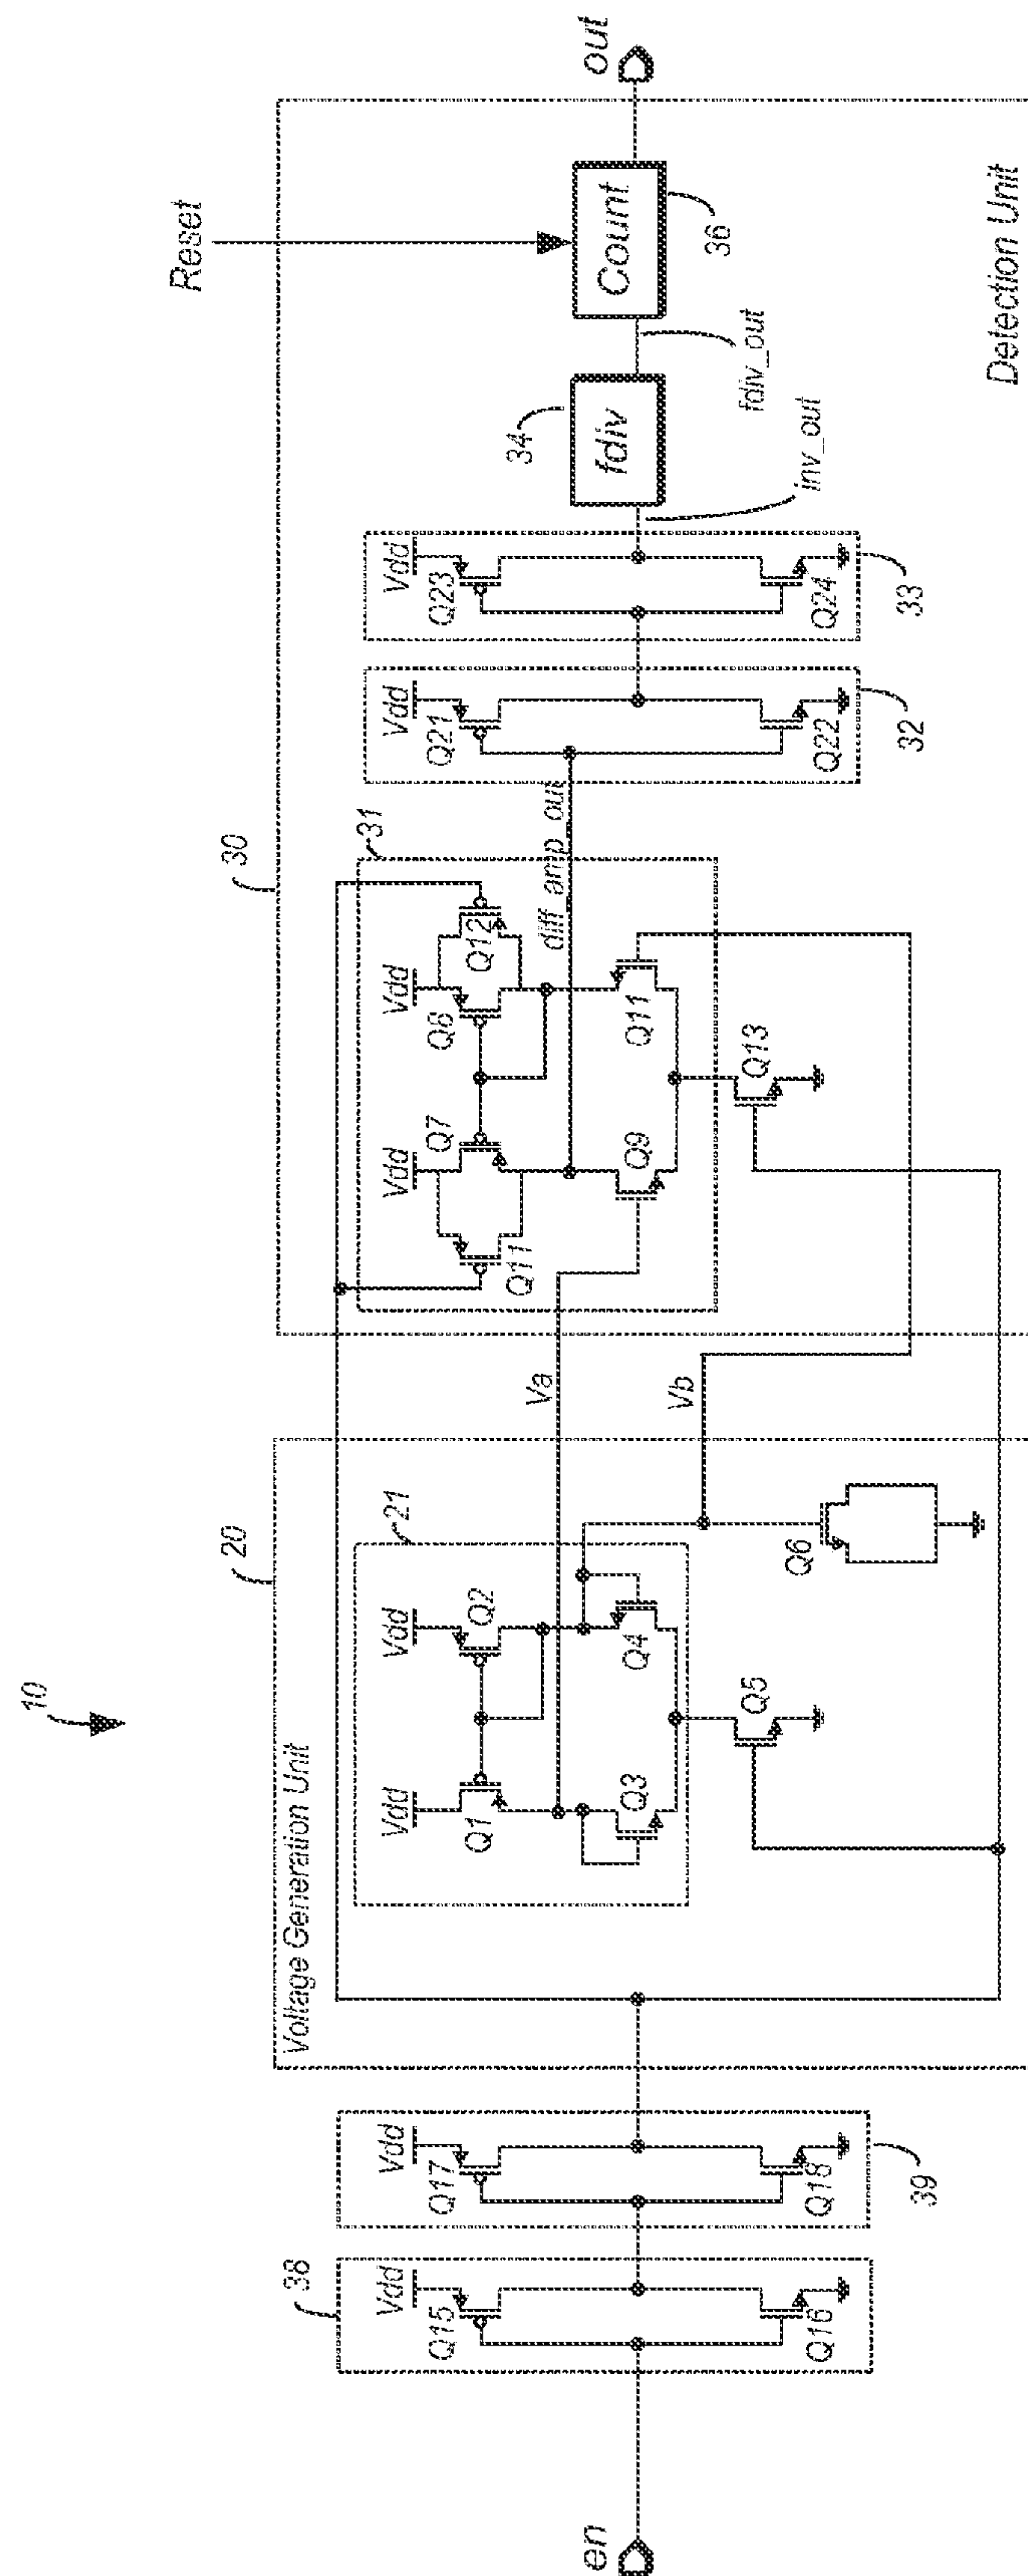 10
20
30
Voltage Generation Unit
Detection Unit
en
38
Vdd
Q15
Q16
Vdd
Q17
Q18
39
21
Vdd
Q1
Vdd
Q2
Q3
Q4
Q5
Q6
Va
Vb
31
Vdd
Q11
Q7
Vdd
Q8
Q12
diff_amp_out
Q9
Q11
Q13
Vdd
Q21
Q22
32
Vdd
Q23
Q24
33
inv_out
34
fdiv
fdiv_out
Reset
Count
36
out